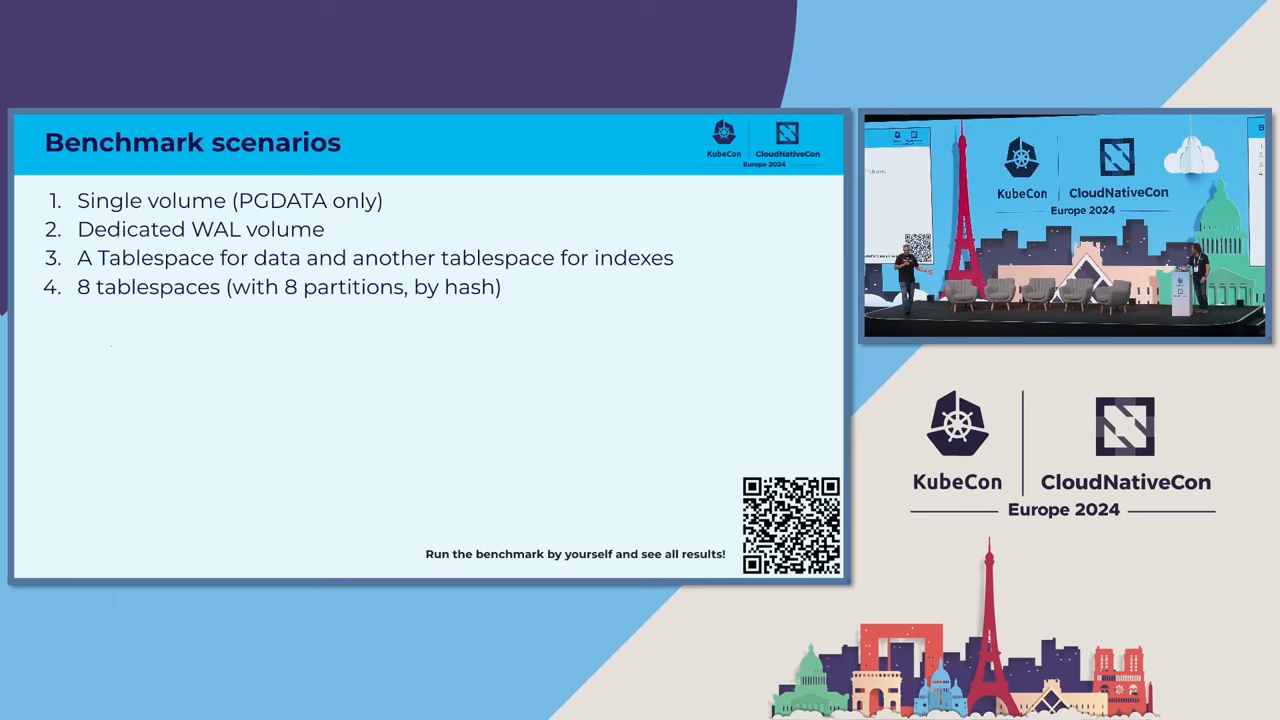 Benchmark scenarios
KubeCon
CloudNativeCon
Europe 2024
1. Single volume (PGDATA only)
2. Dedicated WAL volume
3. A Tablespace for data and another tablespace for indexes
4. 8 tablespaces (with 8 partitions, by hash)
Run the benchmark by yourself and see all results!
KubeCon
CloudNativeCon
Europe 2024
KubeCon
CloudNativeCon
Europe 2024